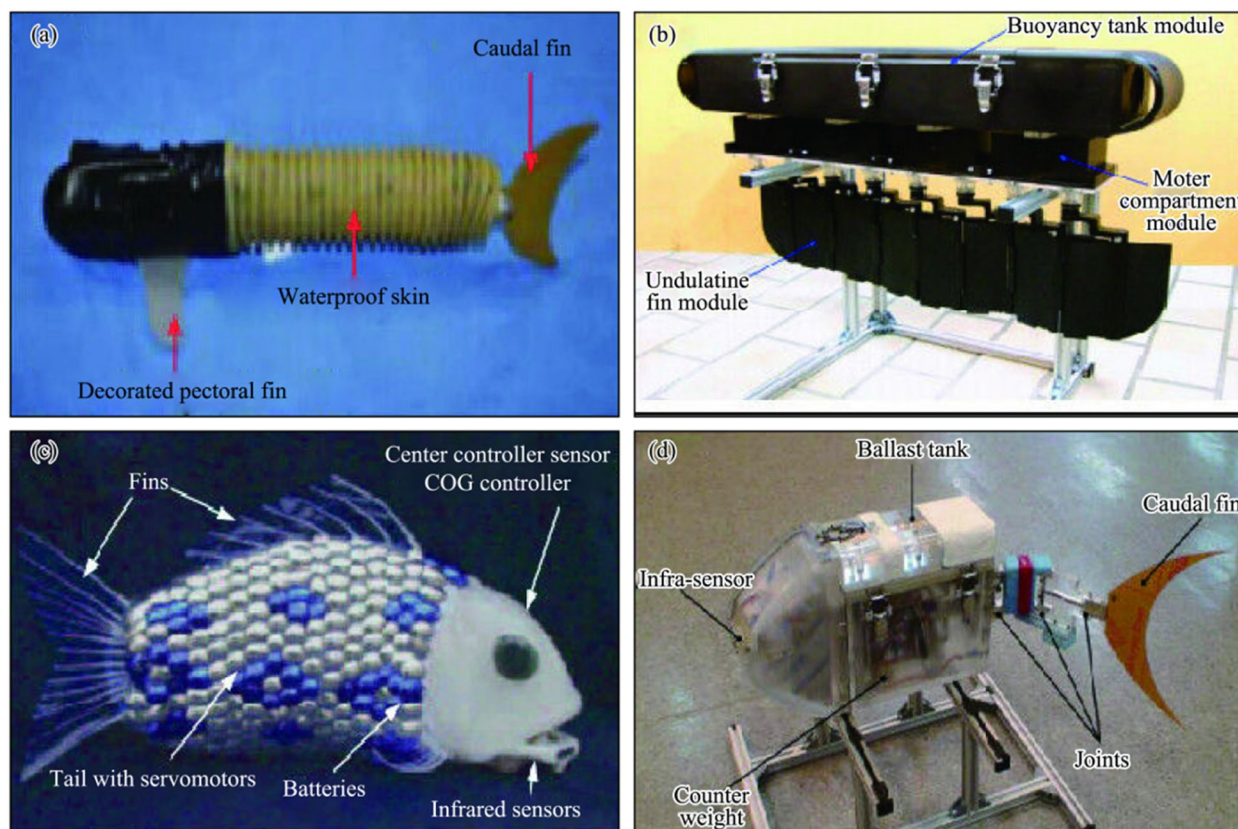 (a)
Caudal fin
Waterproof skin
Decorated pectoral fin
(b)
Buoyancy tank module
Moter
compartment
module
Undulatine
fin module
(c)
Center controller sensor
COG controller
Fins
Tail with servomotors
Batteries
Infrared sensors
(d)
Ballast tank
Caudal fin
Infra-sensor
Joints
Counter
weight